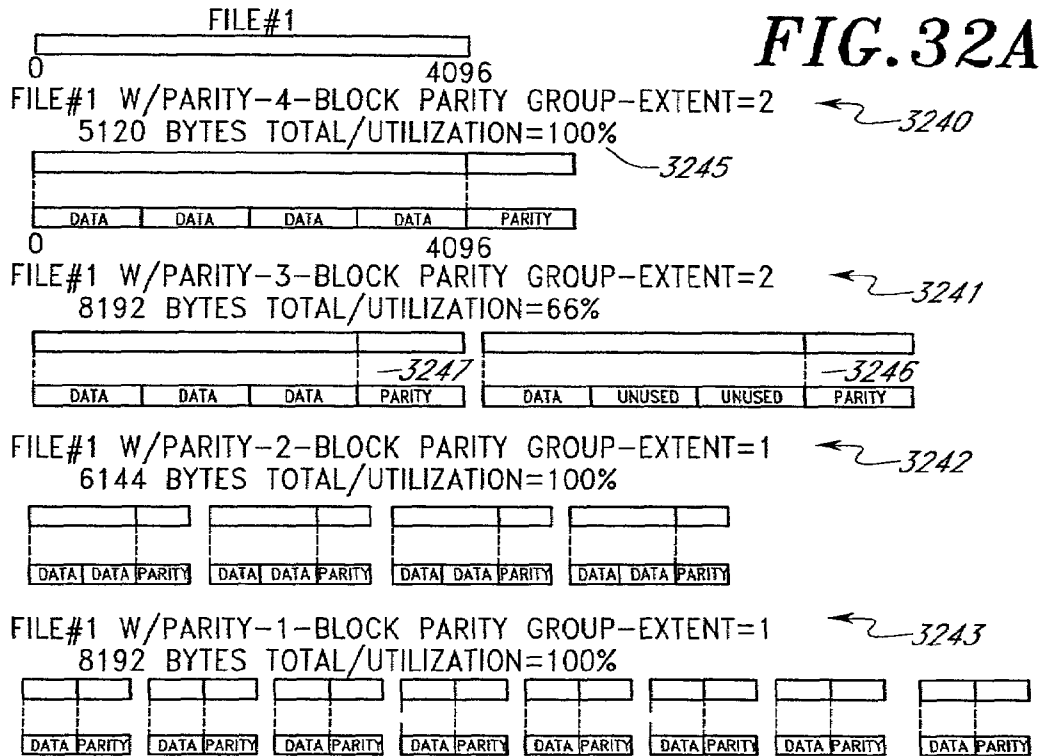 FILE#1
FIG.32A
0 4096
FILE#1 W/PARITY-4-BLOCK PARITY GROUP-EXTENT=2 3240
5120 BYTES TOTAL/UTILIZATION=100% 3245
DATA DATA DATA DATA PARITY
0 4096
FILE#1 W/PARITY-3-BLOCK PARITY GROUP-EXTENT=2 3241
8192 BYTES TOTAL/UTILIZATION=66%
3247 3246
DATA DATA DATA PARITY DATA UNUSED UNUSED PARITY
FILE#1 W/PARITY-2-BLOCK PARITY GROUP-EXTENT=1 3242
6144 BYTES TOTAL/UTILIZATION=100%
DATA DATA PARITY DATA DATA PARITY DATA DATA PARITY DATA DATA PARITY
FILE#1 W/PARITY-1-BLOCK PARITY GROUP-EXTENT=1 3243
8192 BYTES TOTAL/UTILIZATION=100%
DATA PARITY DATA PARITY DATA PARITY DATA PARITY DATA PARITY DATA PARITY DATA PARITY DATA PARITY